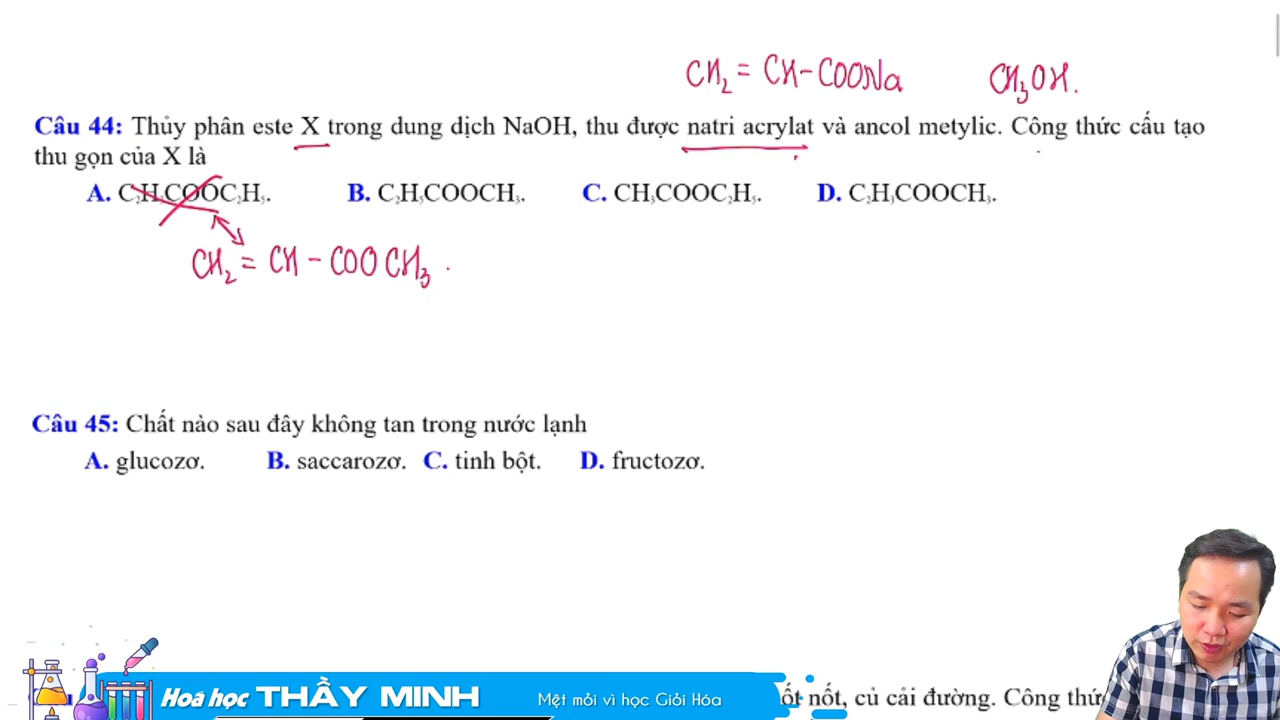 CH₂ = CH - COONa CH₃OH.
Câu 44: Thủy phân este X trong dung dịch NaOH, thu được natri acrylat và ancol metylic. Công thức cấu tạo
thu gọn của X là
A. C₂H₃COOC₂H₅. B. C₂H₅COOCH₃. C. CH₃COOC₂H₅. D. C₂H₃COOCH₃.
CH₂ = CH - COOCH₃.
Câu 45: Chất nào sau đây không tan trong nước lạnh
A. glucozơ. B. saccarozơ. C. tinh bột. D. fructozơ.
Hoá học THẦY MINH Mệt mỏi vì học Giỏi Hóa
ốt nốt, củ cải đường. Công thứ